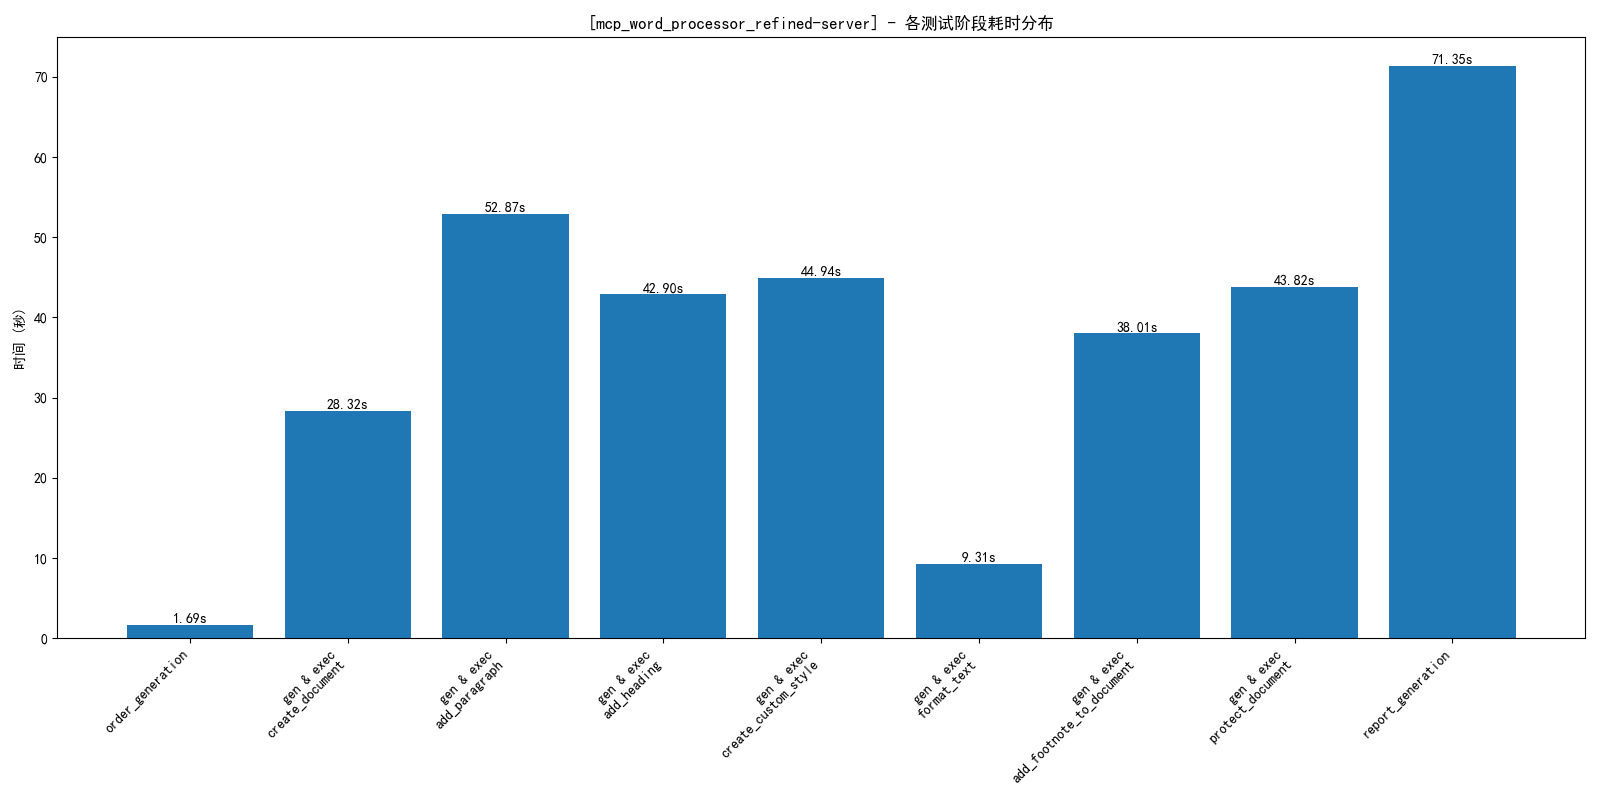 [mcp_word_processor_refined-server] - 各测试阶段耗时分布
时间 (秒)
70
60
50
40
30
20
10
0
1.69s
28.32s
52.87s
42.90s
44.94s
9.31s
38.01s
43.82s
71.35s
order_generation
gen & exec
create_document
gen & exec
add_paragraph
gen & exec
add_heading
gen & exec
create_custom_style
gen & exec
format_text
gen & exec
add_footnote_to_document
gen & exec
protect_document
report_generation